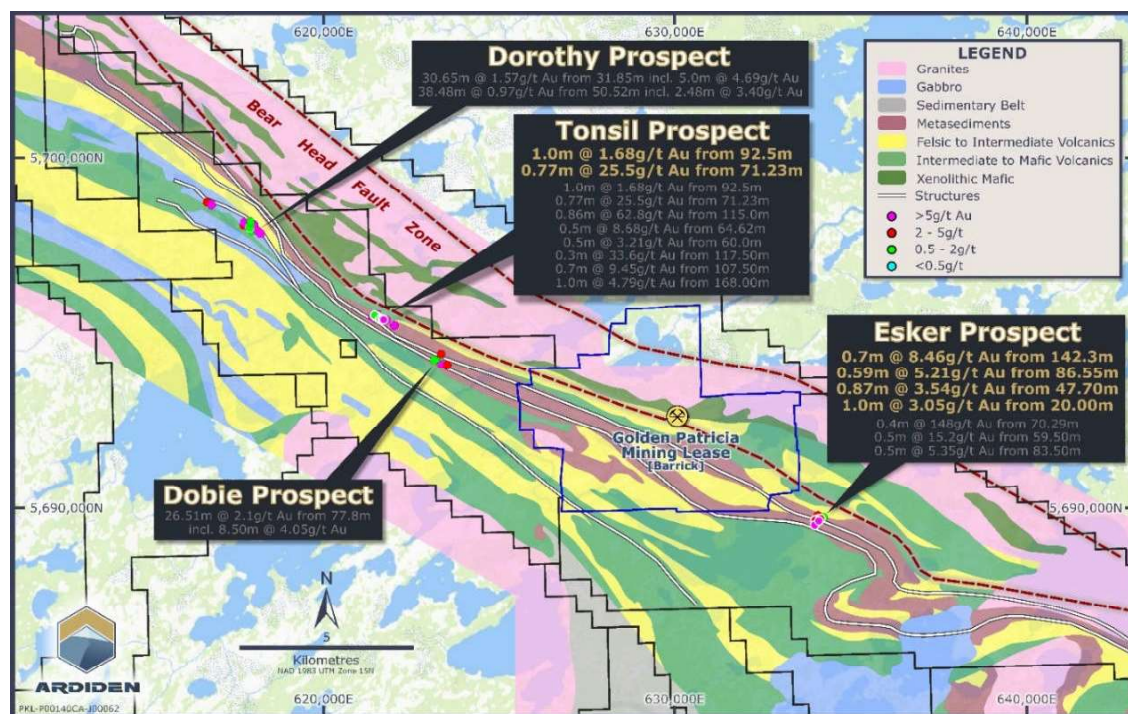 620,000E
630,000E
640,000E
Dorothy Prospect
30.65m @ 1.57g/t Au from 31.85m incl. 5.0m @ 4.69g/t Au
38.48m @ 0.97g/t Au from 50.52m incl. 2.48m @ 3.40g/t Au
LEGEND
Granites
Gabbro
Sedimentary Belt
Metasediments
Felsic to Intermediate Volcanics
Intermediate to Mafic Volcanics
Xenolithic Mafic
Structures
>5g/t Au
2 - 5g/t
0.5 - 2g/t
<0.5g/t
Bear Head Fault Zone
5,700,000N
Tonsil Prospect
1.0m @ 1.68g/t Au from 92.5m
0.77m @ 25.5g/t Au from 71.23m
1.0m @ 1.68g/t Au from 92.5m
0.77m @ 25.5g/t Au from 71.23m
0.86m @ 62.8g/t Au from 115.0m
0.5m @ 8.68g/t Au from 64.62m
0.5m @ 3.21g/t Au from 60.0m
0.3m @ 33.6g/t Au from 117.50m
0.7m @ 9.45g/t Au from 107.50m
1.0m @ 4.79g/t Au from 168.00m
Esker Prospect
0.7m @ 8.46g/t Au from 142.3m
0.59m @ 5.21g/t Au from 86.55m
0.87m @ 3.54g/t Au from 47.70m
1.0m @ 3.05g/t Au from 20.00m
0.4m @ 148g/t Au from 70.29m
0.5m @ 15.2g/t Au from 59.50m
0.5m @ 5.35g/t Au from 83.50m
Golden Patricia
Mining Lease
[Barrick]
Dobie Prospect
26.51m @ 2.1g/t Au from 77.8m
incl. 8.50m @ 4.05g/t Au
5,690,000N
5,690,000N
N
5
Kilometres
NAD 1983 UTM Zone 15N
ARDIDEN
PKL-P00140CA-J00062
620,000E
630,000E
640,000E